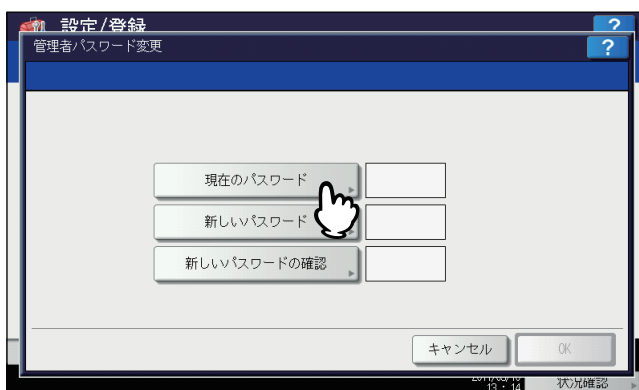 設定/登録
?
管理者パスワード変更
?
現在のパスワード
新しいパスワード
新しいパスワードの確認
キャンセル
OK
13：14
状況確認